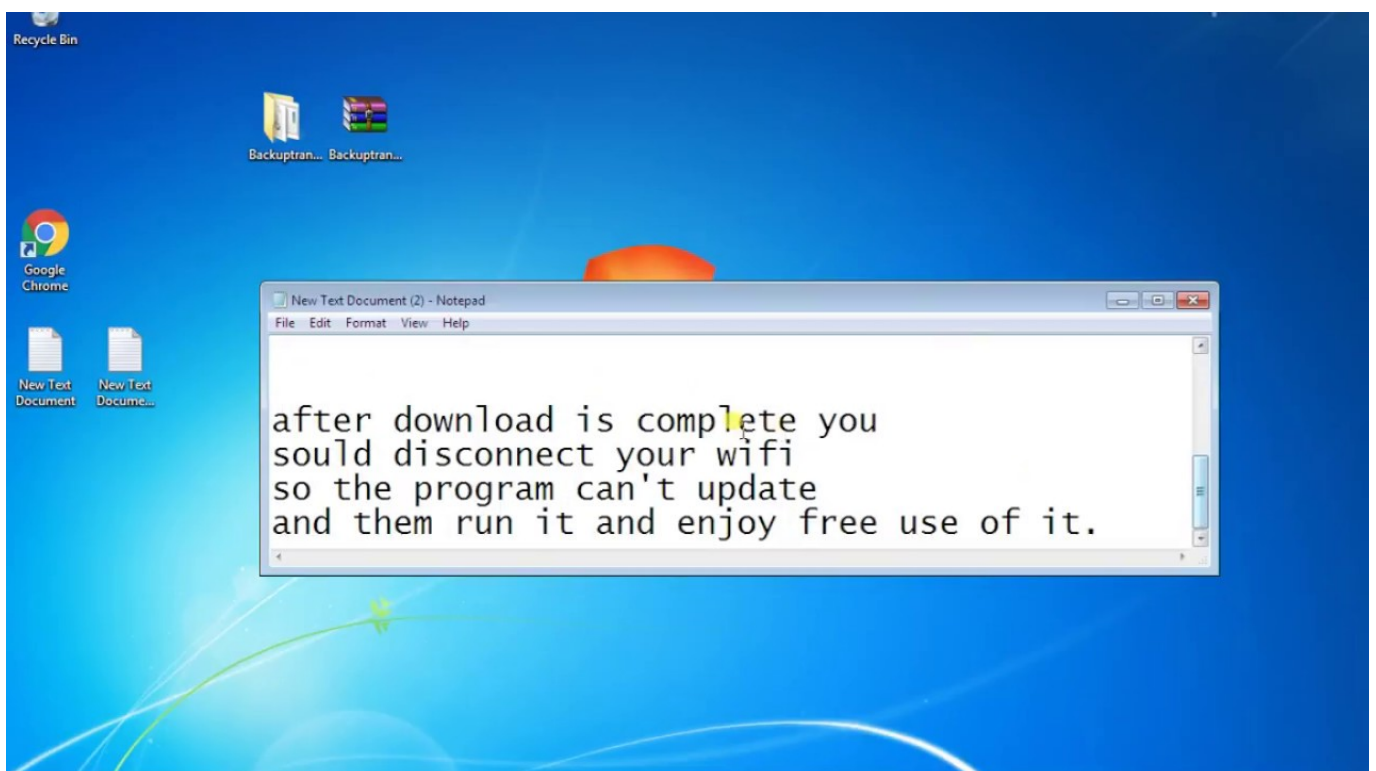 Recycle Bin
Backuptran... Backuptran...
Google
Chrome
New Text Document (2) - Notepad
File Edit Format View Help
New Text New Text
Document Docume...
after download is complete you
sould disconnect your wifi
so the program can't update
and them run it and enjoy free use of it.